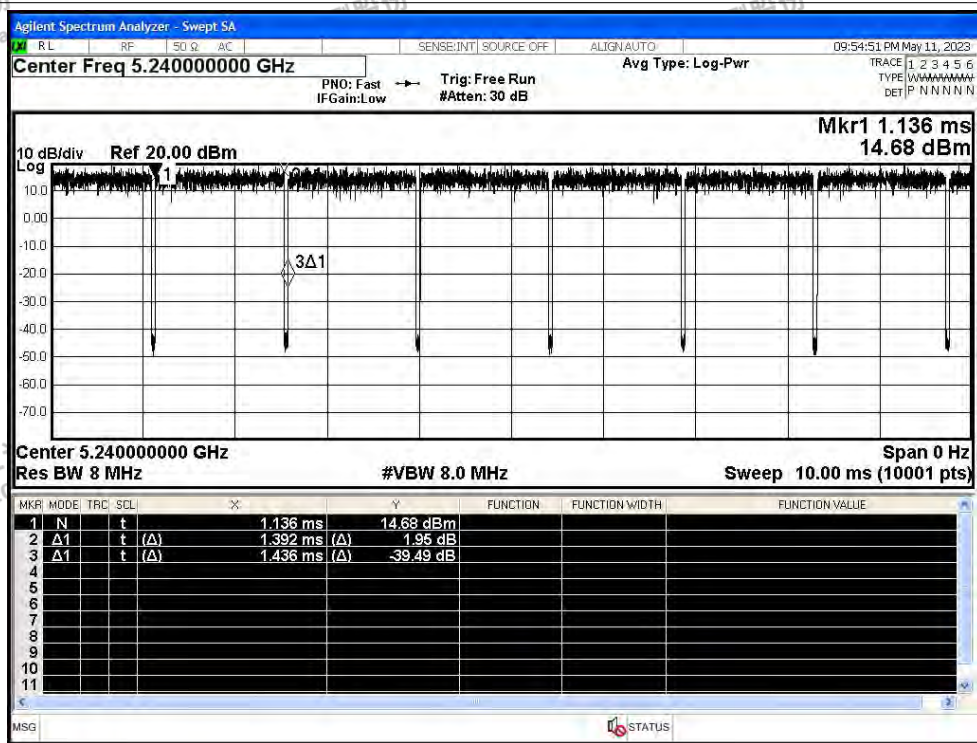 Agilent Spectrum Analyzer - Swept SA
RL RF 50 Ω AC SENSE:INT SOURCE OFF ALIGNAUTO 09:54:51 PM May 11, 2023
Center Freq 5.240000000 GHz
PNO: Fast
IFGain:Low
Trig: Free Run
#Atten: 30 dB
Avg Type: Log-Pwr
TRACE 1 2 3 4 5 6
TYPE WWWWWW
DET P N N N N N
Mkr1 1.136 ms
14.68 dBm
10 dB/div Ref 20.00 dBm
Log
1
10.0
0.00
-10.0
3Δ1
-20.0
-30.0
-40.0
-50.0
-60.0
-70.0
Center 5.240000000 GHz Span 0 Hz
Res BW 8 MHz #VBW 8.0 MHz Sweep 10.00 ms (10001 pts)
MKR MODE TRC SCL X Y FUNCTION FUNCTION WIDTH FUNCTION VALUE
1 N t 1.136 ms 14.68 dBm
2 Δ1 t (Δ) 1.392 ms (Δ) 1.95 dB
3 Δ1 t (Δ) 1.436 ms (Δ) -39.49 dB
4
5
6
7
8
9
10
11
MSG STATUS